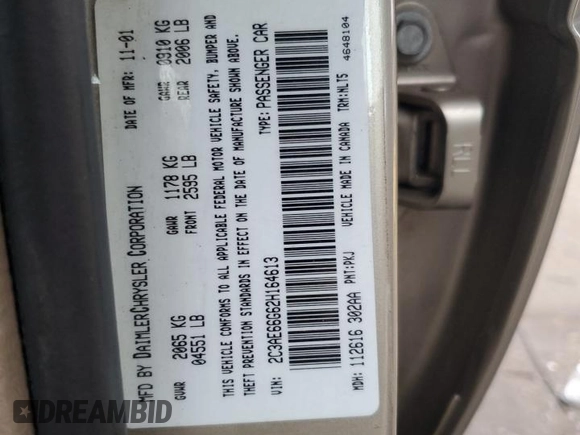 MFD BY DAIMLERCHRYSLER CORPORATION DATE OF MFR 11-01
GVWR 2065 KG 04551 LB
GAWR FRONT 1178 KG 2595 LB
GAWR REAR 0910 KG 2006 LB
THIS VEHICLE CONFORMS TO ALL APPLICABLE FEDERAL MOTOR VEHICLE SAFETY, BUMPER AND
THEFT PREVENTION STANDARDS IN EFFECT ON THE DATE OF MANUFACTURE SHOWN ABOVE.
VIN: 2C3AE66G62H164613 TYPE: PASSENGER CAR
MDH: 112616 302AA PNT:PKJ VEHICLE MADE IN CANADA TRM:NLT5
4648104
DREAMBID